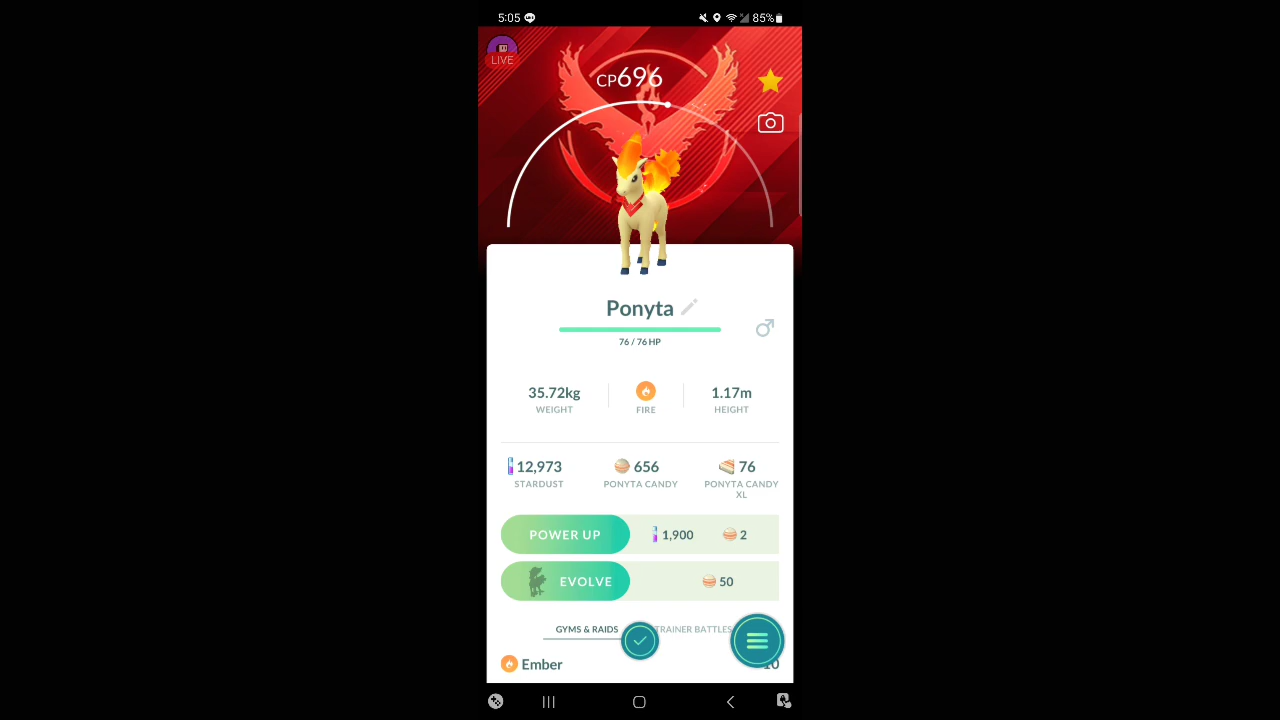 5:05
85%
LIVE
CP696
Ponyta
76 / 76 HP
35.72kg
WEIGHT
FIRE
1.17m
HEIGHT
12,973
STARDUST
656
PONYTA CANDY
76
PONYTA CANDY
XL
POWER UP
1,900
2
EVOLVE
50
GYMS & RAIDS
TRAINER BATTLES
Ember
10